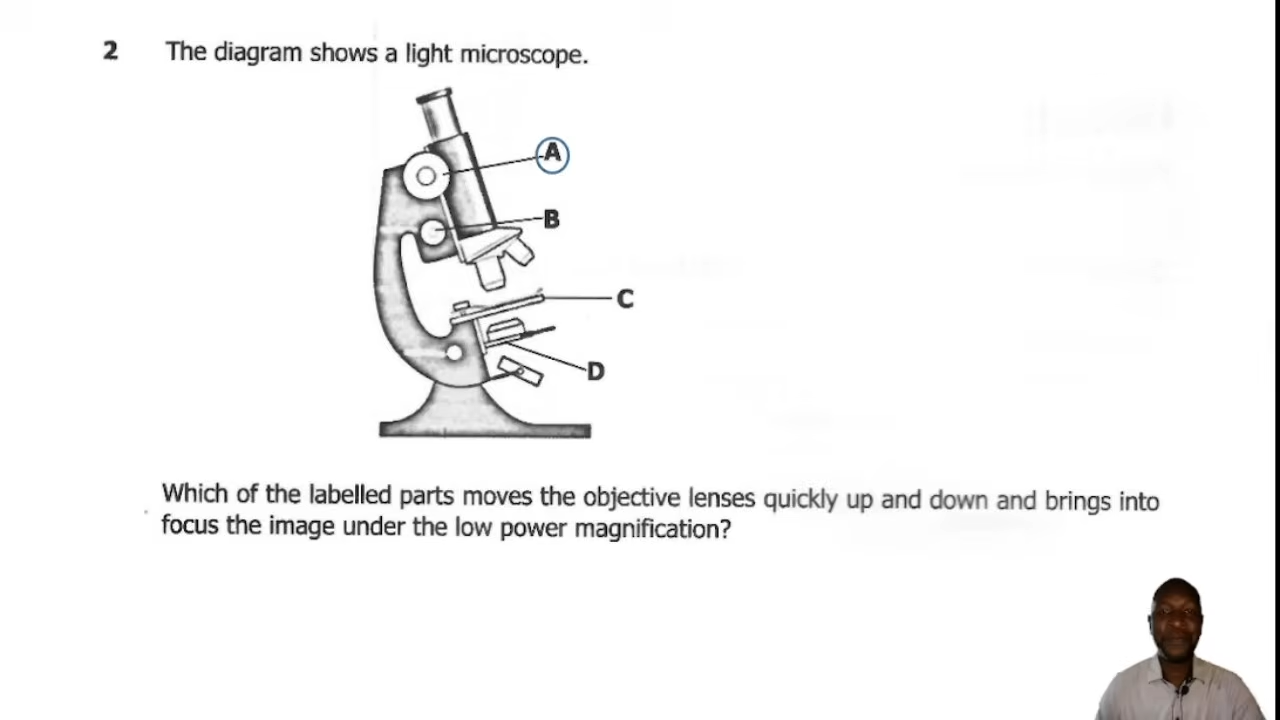 2 The diagram shows a light microscope.
A
B
C
D
Which of the labelled parts moves the objective lenses quickly up and down and brings into
focus the image under the low power magnification?